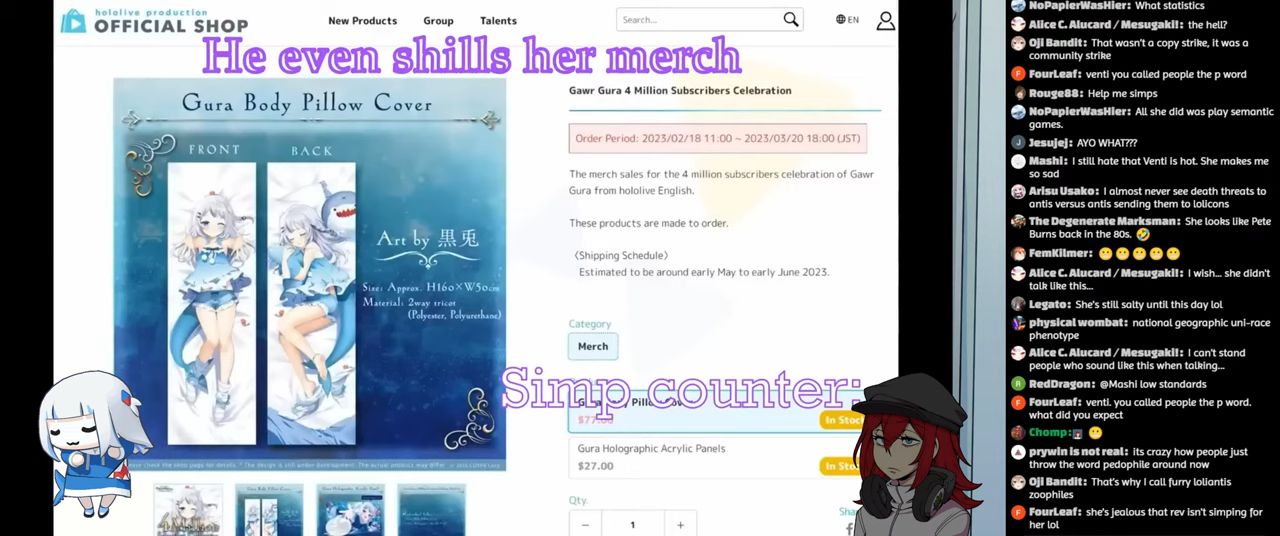 hololive production
OFFICIAL SHOP
New Products
Group
Talents
Search...
EN
He even shills her merch
Gura Body Pillow Cover
FRONT
BACK
Art by 黒兎
Size: Approx. H160×W50cm
Material: 2way tricot
(Polyester, Polyurethane)
Gawr Gura 4 Million Subscribers Celebration
Order Period: 2023/02/18 11:00 ~ 2023/03/20 18:00 (JST)
The merch sales for the 4 million subscribers celebration of Gawr
Gura from hololive English.
These products are made to order.
〈Shipping Schedule〉
Estimated to be around early May to early June 2023.
Category
Merch
Simp counter:
In Stoc
Gura Holographic Acrylic Panels
$27.00
In Sto
Qty.
−
1
+
Sha
NoPapierWasHier: What statistics
Alice C. Alucard / Mesugaki!: the hell?
Oji Bandit: That wasn't a copy strike, it was a
community strike
FourLeaf: venti you called people the p word
Rouge88: Help me simps
NoPapierWasHier: All she did was play semantic
games.
Jesujej: AYO WHAT???
Mashi: I still hate that Venti is hot. She makes me
so sad
Arisu Usako: I almost never see death threats to
antis versus antis sending them to lolicons
The Degenerate Marksman: She looks like Pete
Burns back in the 80s. 🤣
FemKilmer: 😬😬😬😬😬
Alice C. Alucard / Mesugaki!: I wish... she didn't
talk like this...
Legato: She's still salty until this day lol
physical wombat: national geographic uni-race
phenotype
Alice C. Alucard / Mesugaki!: I can't stand
people who sound like this when talking...
RedDragon: @Mashi low standards
FourLeaf: venti. you called people the p word.
what did you expect
Chomp: 😬
prywin is not real: its crazy how people just
throw the word pedophile around now
Oji Bandit: That's why I call furry loliantis
zoophiles
FourLeaf: she's jealous that rev isn't simping for
her lol